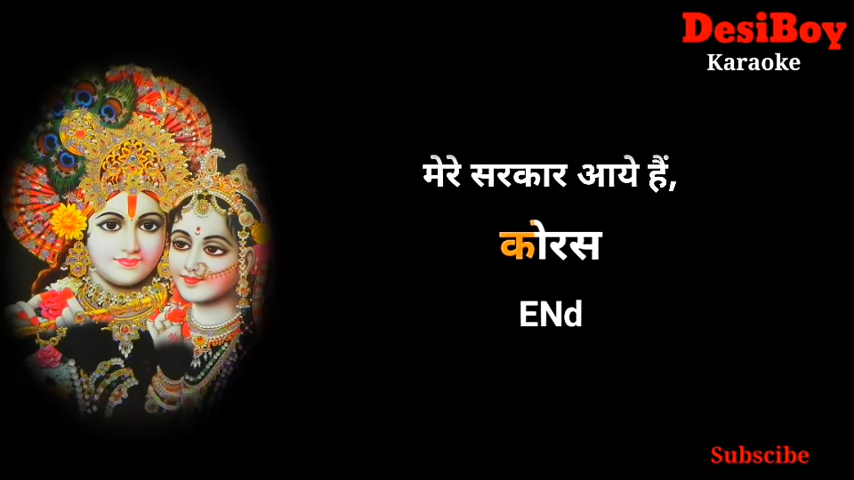 DesiBoy
Karaoke
मेरे सरकार आये हैं,
कोरस
ENd
Subscibe